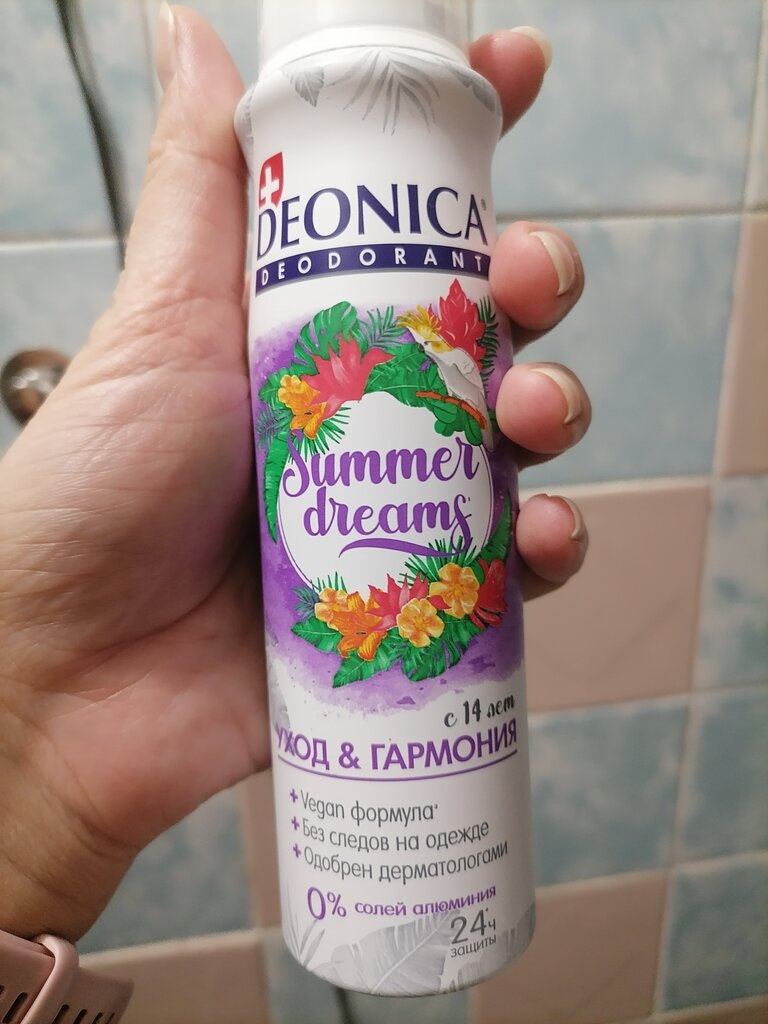 DEONICA®
DEODORANT
Summer
dreams*
с 14 лет
УХОД & ГАРМОНИЯ
+ Vegan формула*
+ Без следов на одежде
+ Одобрен дерматологами
0% солей алюминия
24*ч
защиты